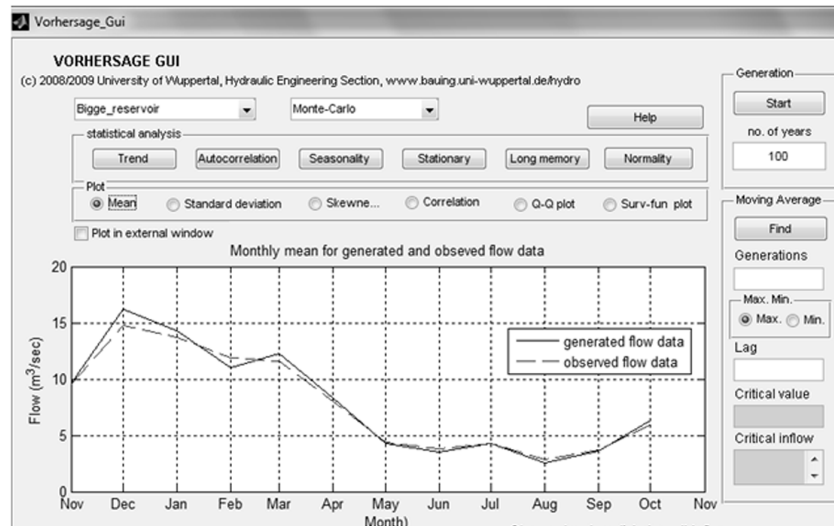 Vorhersage_Gui
VORHERSAGE GUI
(c) 2008/2009 University of Wuppertal, Hydraulic Engineering Section, www.bauing.uni-wuppertal.de/hydro
Bigge_reservoir
Monte-Carlo
Help
statistical analysis
Trend
Autocorrelation
Seasonality
Stationary
Long memory
Normality
Plot
Mean
Standard deviation
Skewne...
Correlation
Q-Q plot
Surv-fun plot
Plot in external window
Monthly mean for generated and obseved flow data
20
15
10
5
0
Flow (m³/sec)
generated flow data
observed flow data
Nov Dec Jan Feb Mar Apr May Jun Jul Aug Sep Oct Nov
Month)
Generation
Start
no. of years
100
Moving Average
Find
Generations
Max. Min.
Max. Min.
Lag
Critical value
Critical inflow